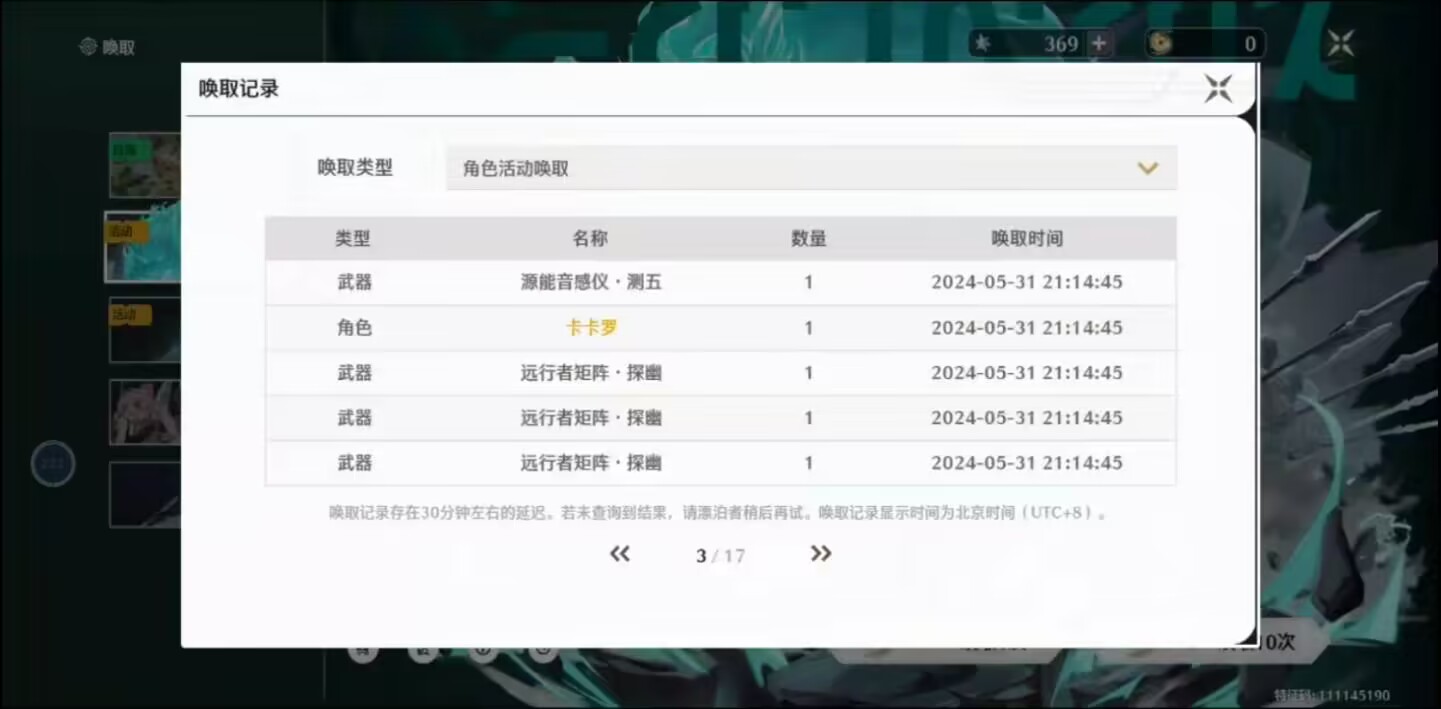 唤取
369
0
唤取记录
唤取类型 角色活动唤取
类型 名称 数量 唤取时间
武器 源能音感仪·测五 1 2024-05-31 21:14:45
角色 卡卡罗 1 2024-05-31 21:14:45
武器 远行者矩阵·探幽 1 2024-05-31 21:14:45
武器 远行者矩阵·探幽 1 2024-05-31 21:14:45
武器 远行者矩阵·探幽 1 2024-05-31 21:14:45
唤取记录存在30分钟左右的延迟。若未查询到结果，请漂泊者稍后再试。唤取记录显示时间为北京时间（UTC+8）。
3 / 17
活动
活动
10次
特征码:111145190